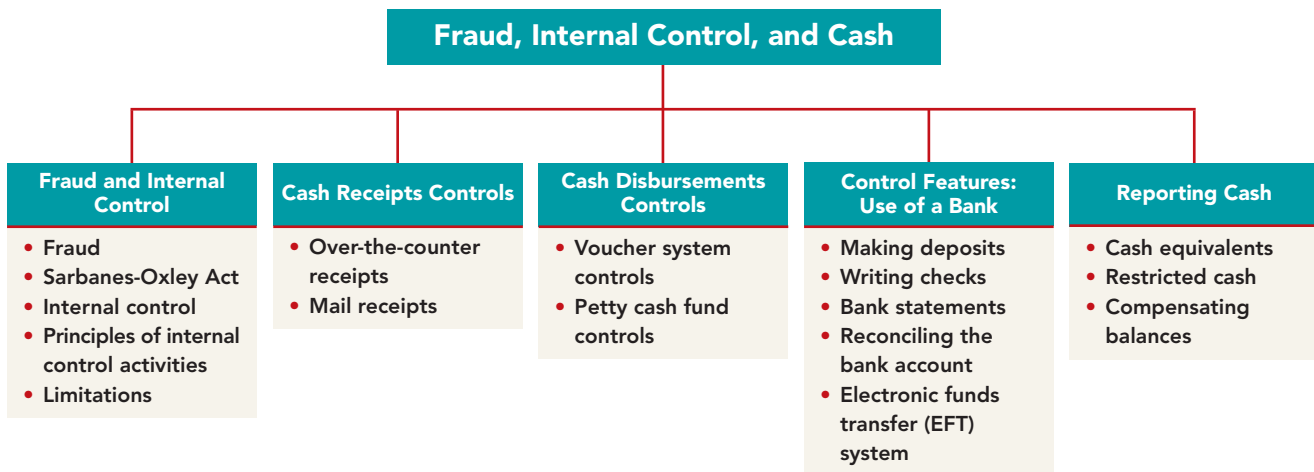 Fraud, Internal Control, and Cash
Fraud and Internal
Control
• Fraud
• Sarbanes-Oxley Act
• Internal control
• Principles of internal
control activities
• Limitations
Cash Receipts Controls
• Over-the-counter
receipts
• Mail receipts
Cash Disbursements
Controls
• Voucher system
controls
• Petty cash fund
controls
Control Features:
Use of a Bank
• Making deposits
• Writing checks
• Bank statements
• Reconciling the
bank account
• Electronic funds
transfer (EFT)
system
Reporting Cash
• Cash equivalents
• Restricted cash
• Compensating
balances